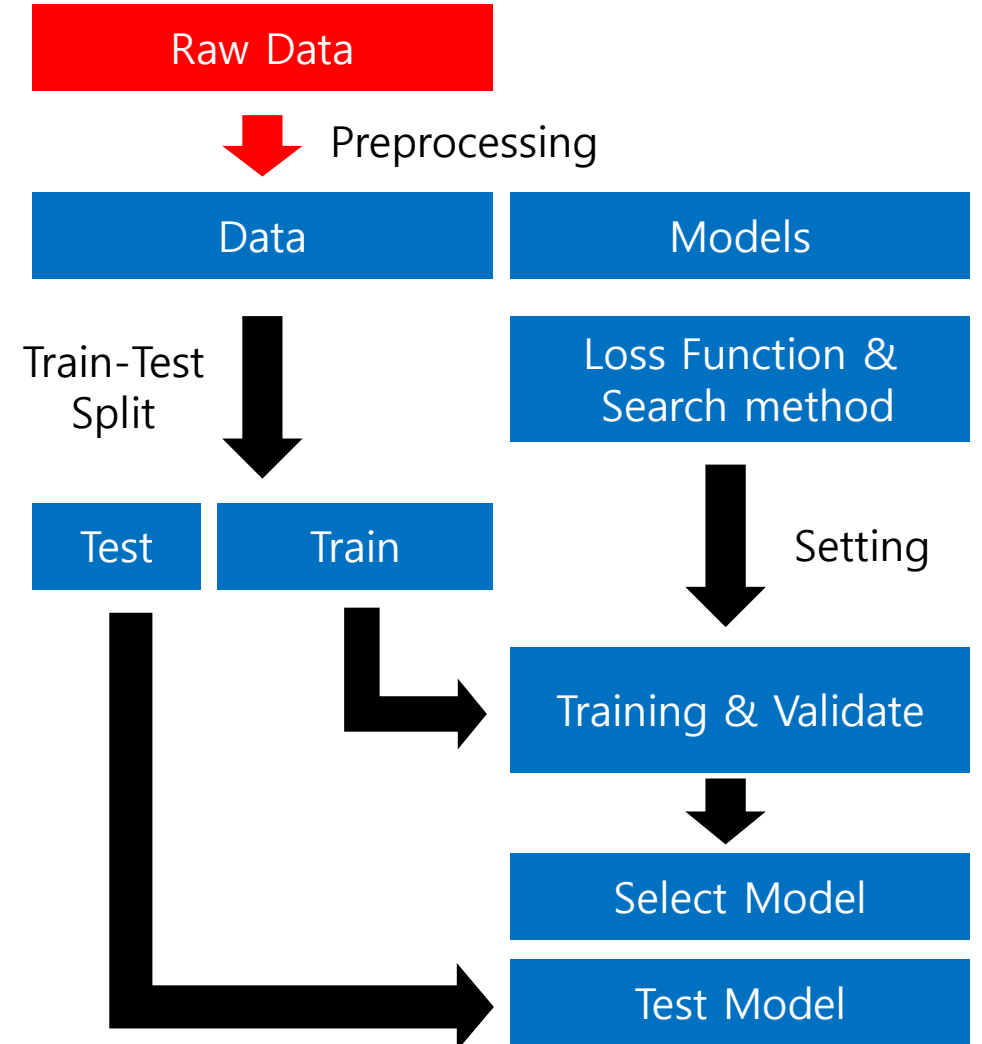 Raw Data
Preprocessing
Data
Models
Train-Test
Split
Loss Function &
Search method
Test
Train
Setting
Training & Validate
Select Model
Test Model